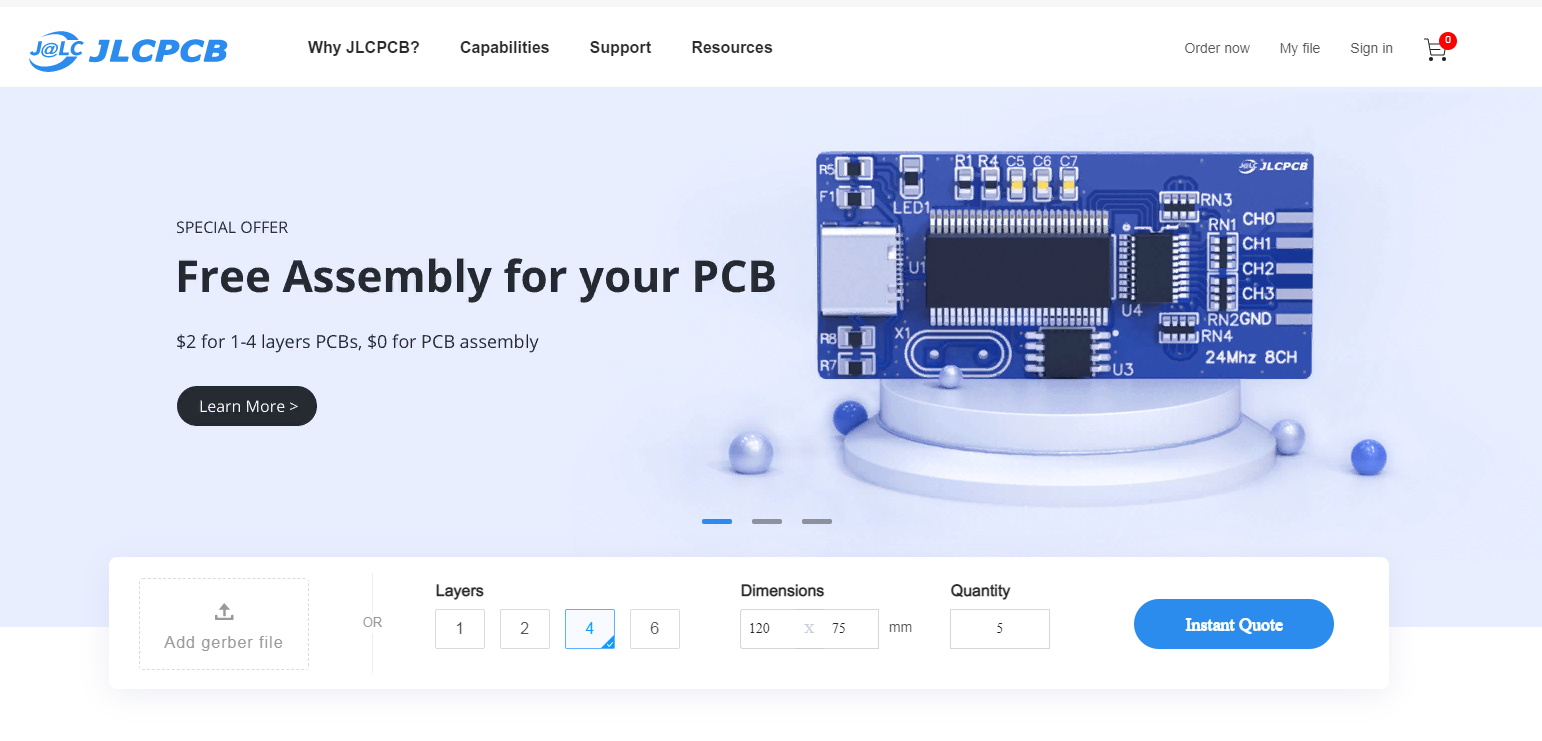 J@LC JLCPCB
Why JLCPCB? Capabilities Support Resources
Order now My file Sign in 0
SPECIAL OFFER
Free Assembly for your PCB
$2 for 1-4 layers PCBs, $0 for PCB assembly
Learn More >
J@LC JLCPCB
R5
F1
LED1
R1 R4 C5 C6 C7
RN3
CH0
RN1
CH1
U1
CH2
CH3
U4
RN2 GND
X1
RN4
R8
24Mhz 8CH
R7
U3
Add gerber file
OR
Layers
1 2 4 6
Dimensions
120 x 75 mm
Quantity
5
Instant Quote